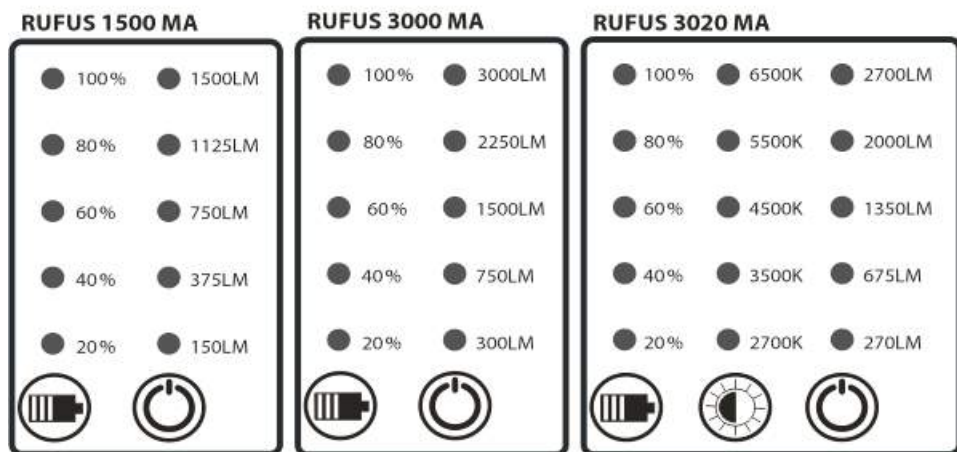 RUFUS 1500 MA
100% 1500LM
80% 1125LM
60% 750LM
40% 375LM
20% 150LM
RUFUS 3000 MA
100% 3000LM
80% 2250LM
60% 1500LM
40% 750LM
20% 300LM
RUFUS 3020 MA
100% 6500K 2700LM
80% 5500K 2000LM
60% 4500K 1350LM
40% 3500K 675LM
20% 2700K 270LM